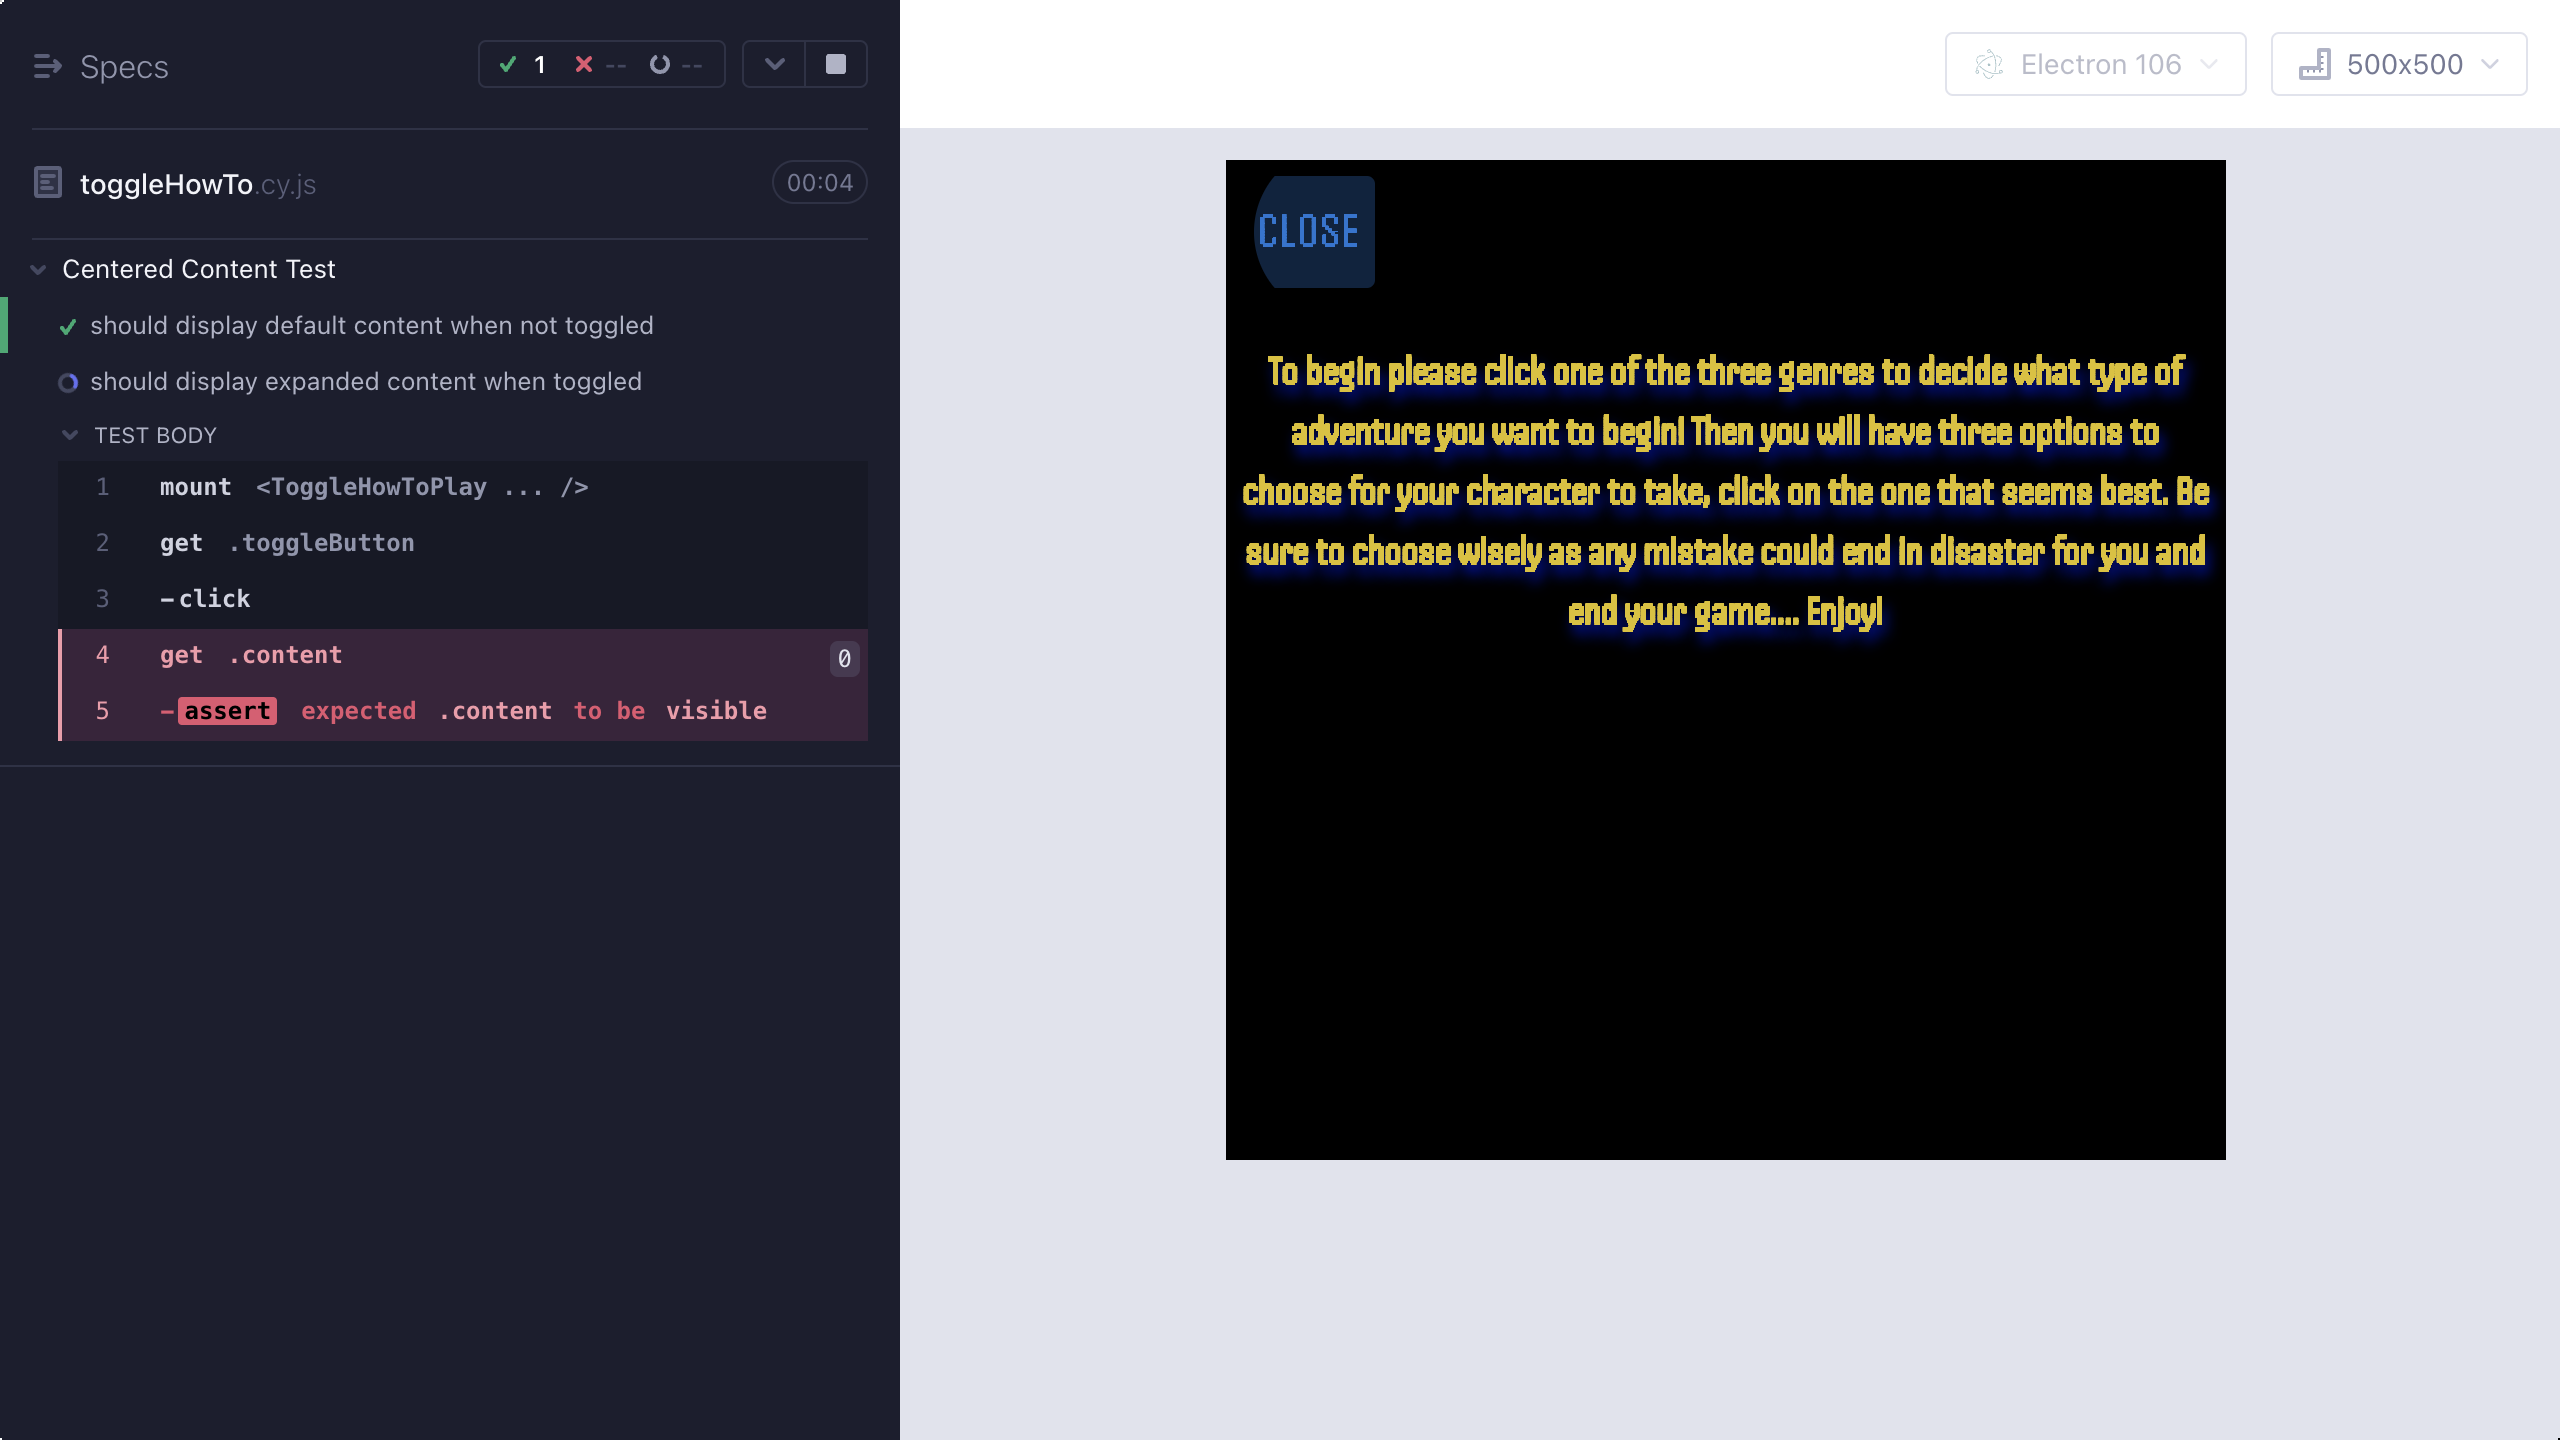 Specs
1 -- --
Electron 106
500x500
toggleHowTo.cy.js
00:04
Centered Content Test
should display default content when not toggled
should display expanded content when toggled
TEST BODY
1 mount <ToggleHowToPlay ... />
2 get .toggleButton
3 -click
4 get .content 0
5 -assert expected .content to be visible
CLOSE
To begin please click one of the three genres to decide what type of
adventure you want to begin! Then you will have three options to
choose for your character to take, click on the one that seems best. Be
sure to choose wisely as any mistake could end in disaster for you and
end your game.... Enjoy!